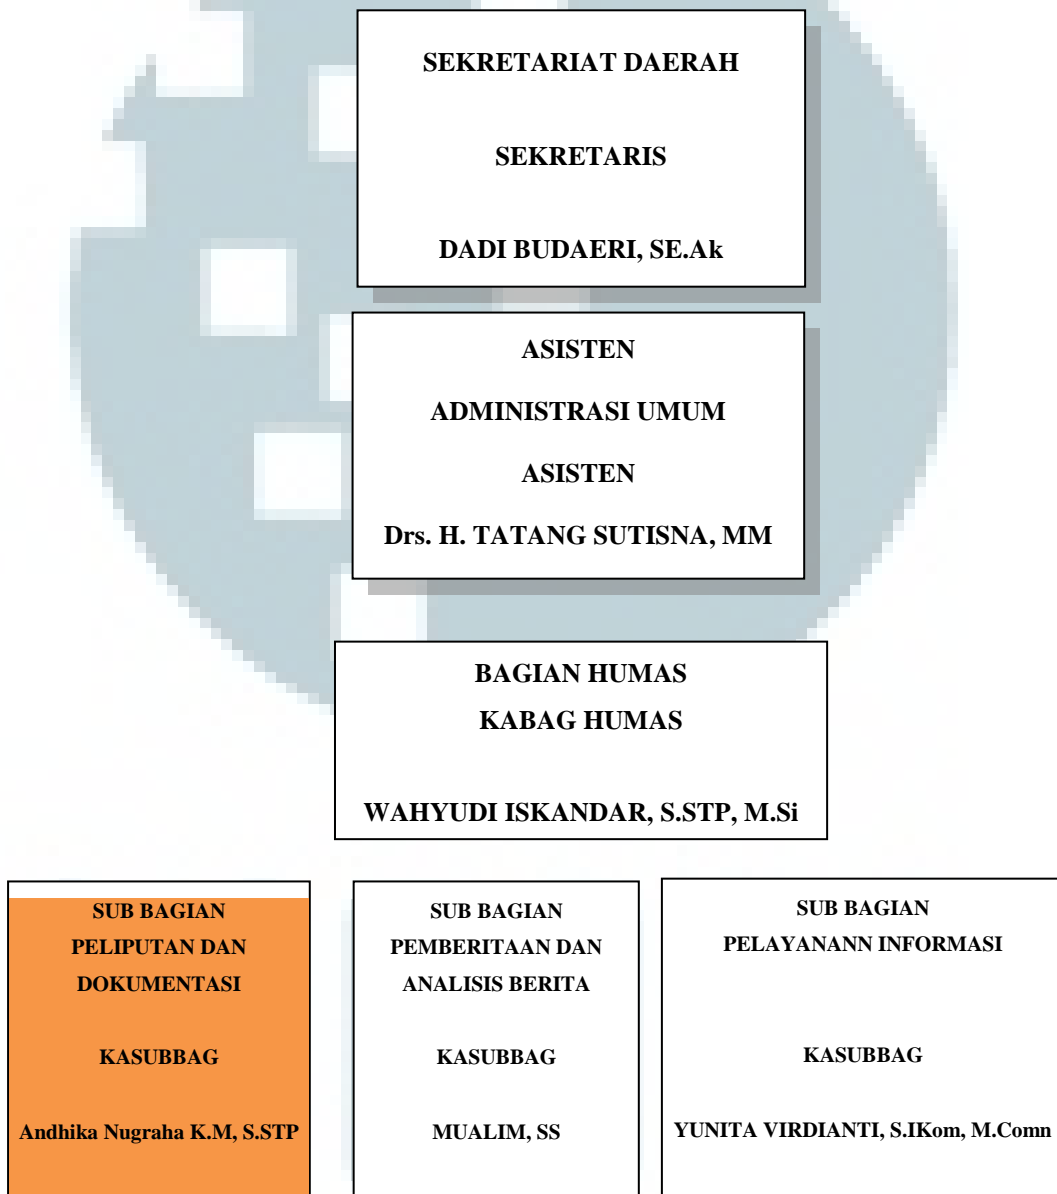 SEKRETARIAT DAERAH
SEKRETARIS
DADI BUDAERI, SE.Ak
ASISTEN
ADMINISTRASI UMUM
ASISTEN
Drs. H. TATANG SUTISNA, MM
BAGIAN HUMAS
KABAG HUMAS
WAHYUDI ISKANDAR, S.STP, M.Si
SUB BAGIAN
PELIPUTAN DAN
DOKUMENTASI
KASUBBAG
Andhika Nugraha K.M, S.STP
SUB BAGIAN
PEMBERITAAN DAN
ANALISIS BERITA
KASUBBAG
MUALIM, SS
SUB BAGIAN
PELAYANANN INFORMASI
KASUBBAG
YUNITA VIRDIANTI, S.IKom, M.Comn